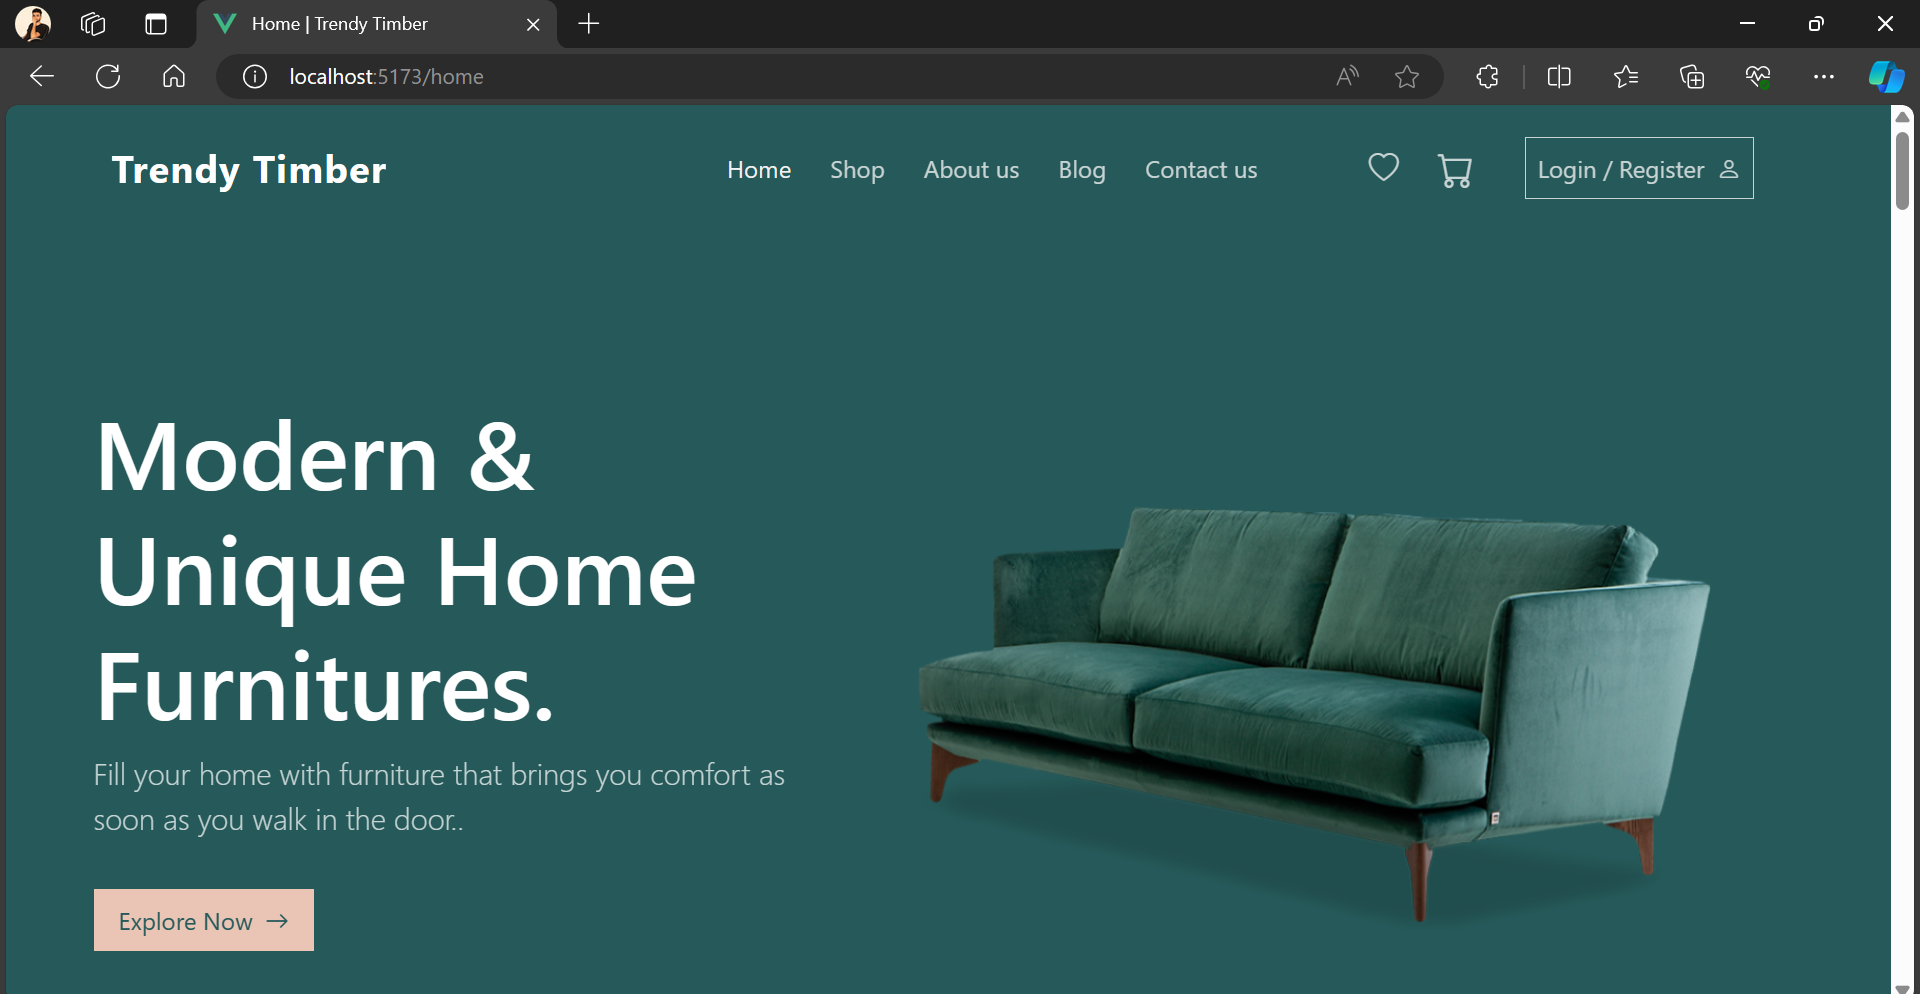 Home | Trendy Timber
localhost:5173/home
Trendy Timber
Home Shop About us Blog Contact us Login / Register
Modern &
Unique Home
Furnitures.
Fill your home with furniture that brings you comfort as
soon as you walk in the door..
Explore Now →